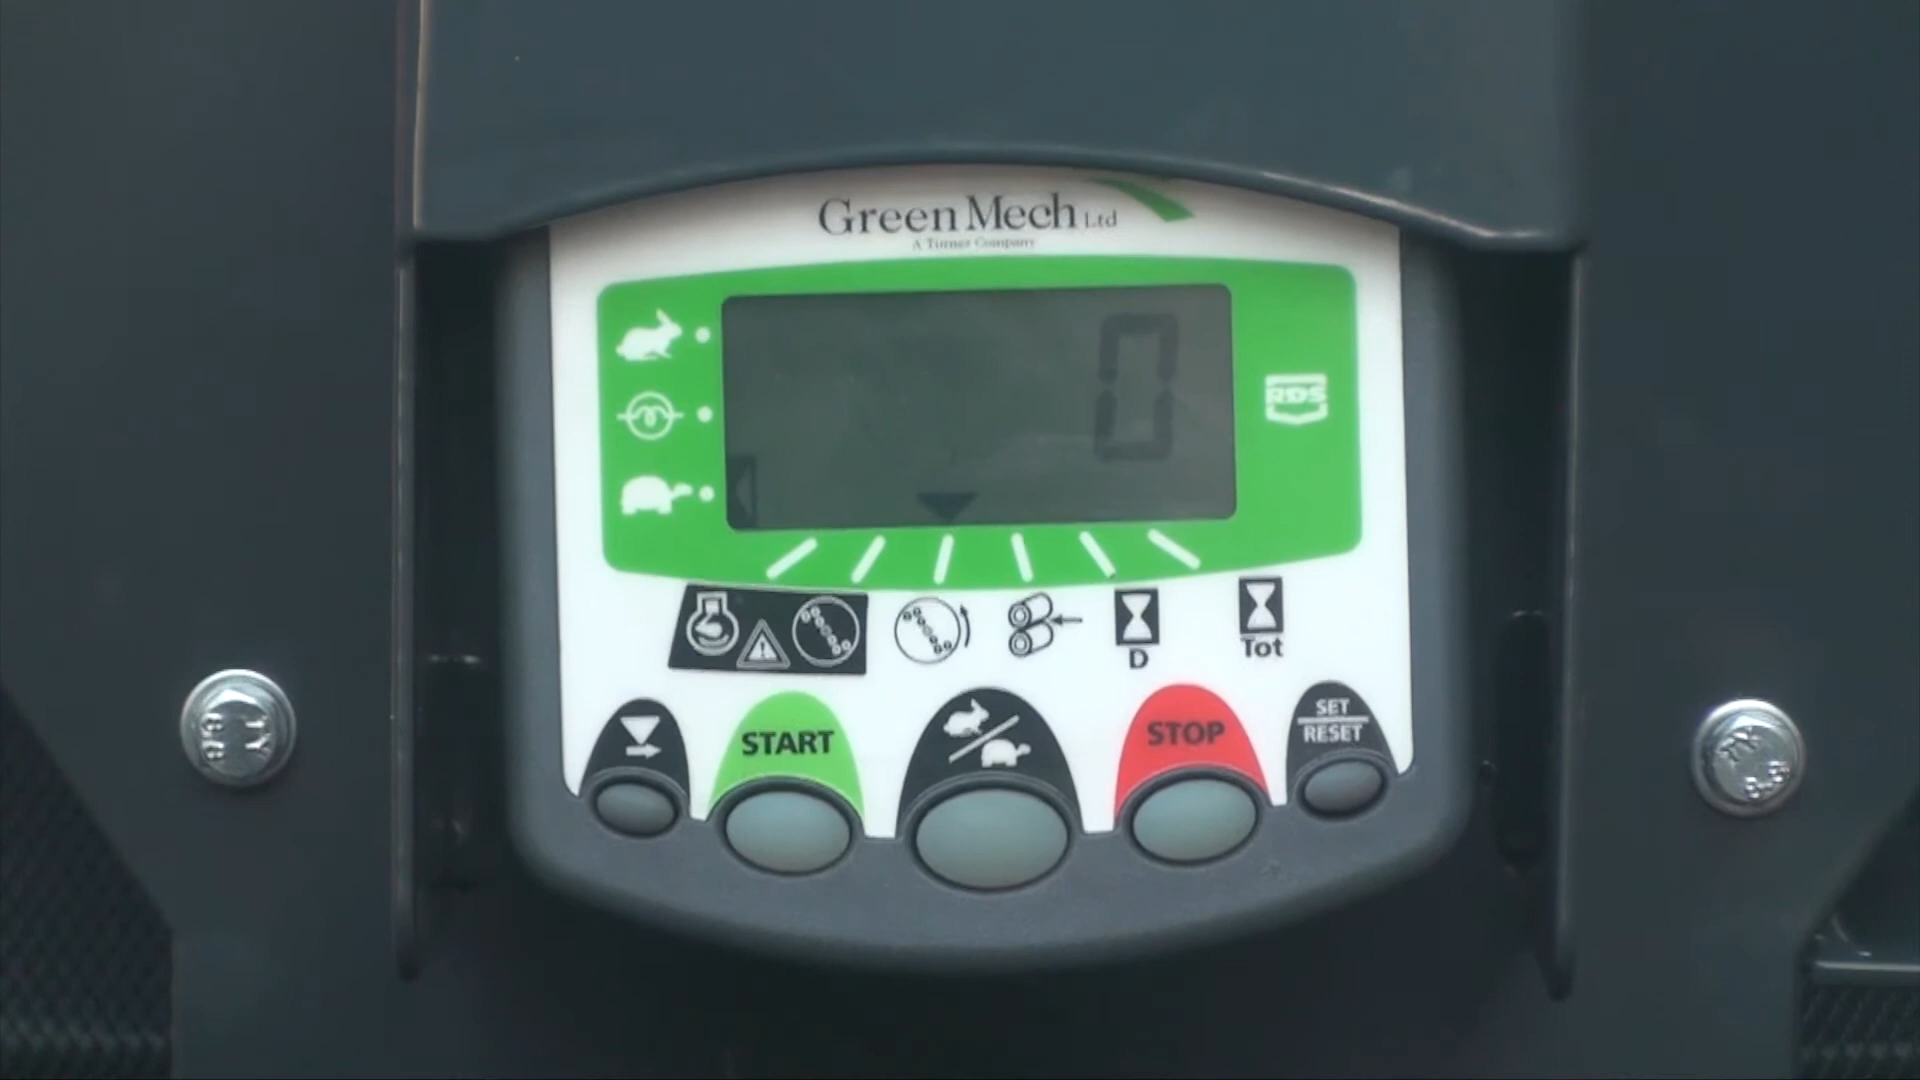 Green Mech Ltd
A Turner Company
0
RDS
D
Tot
START
STOP
SET
RESET